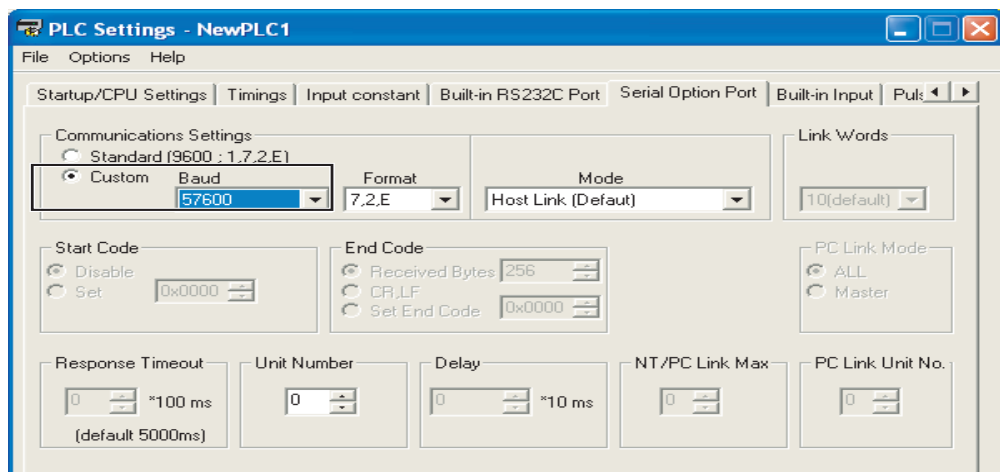 PLC Settings - NewPLC1
File Options Help
Startup/CPU Settings Timings Input constant Built-in RS232C Port Serial Option Port Built-in Input Puls
Communications Settings
Link Words
Standard (9600 ; 1,7,2,E)
Custom Baud Format Mode
57600 7,2,E Host Link (Defaut) 10(default)
Start Code End Code PC Link Mode
Disable Received Bytes 256 ALL
Set 0x0000 CR,LF Master
Set End Code 0x0000
Response Timeout Unit Number Delay NT/PC Link Max PC Link Unit No.
0 *100 ms 0 0 *10 ms 0 0
(default 5000ms)